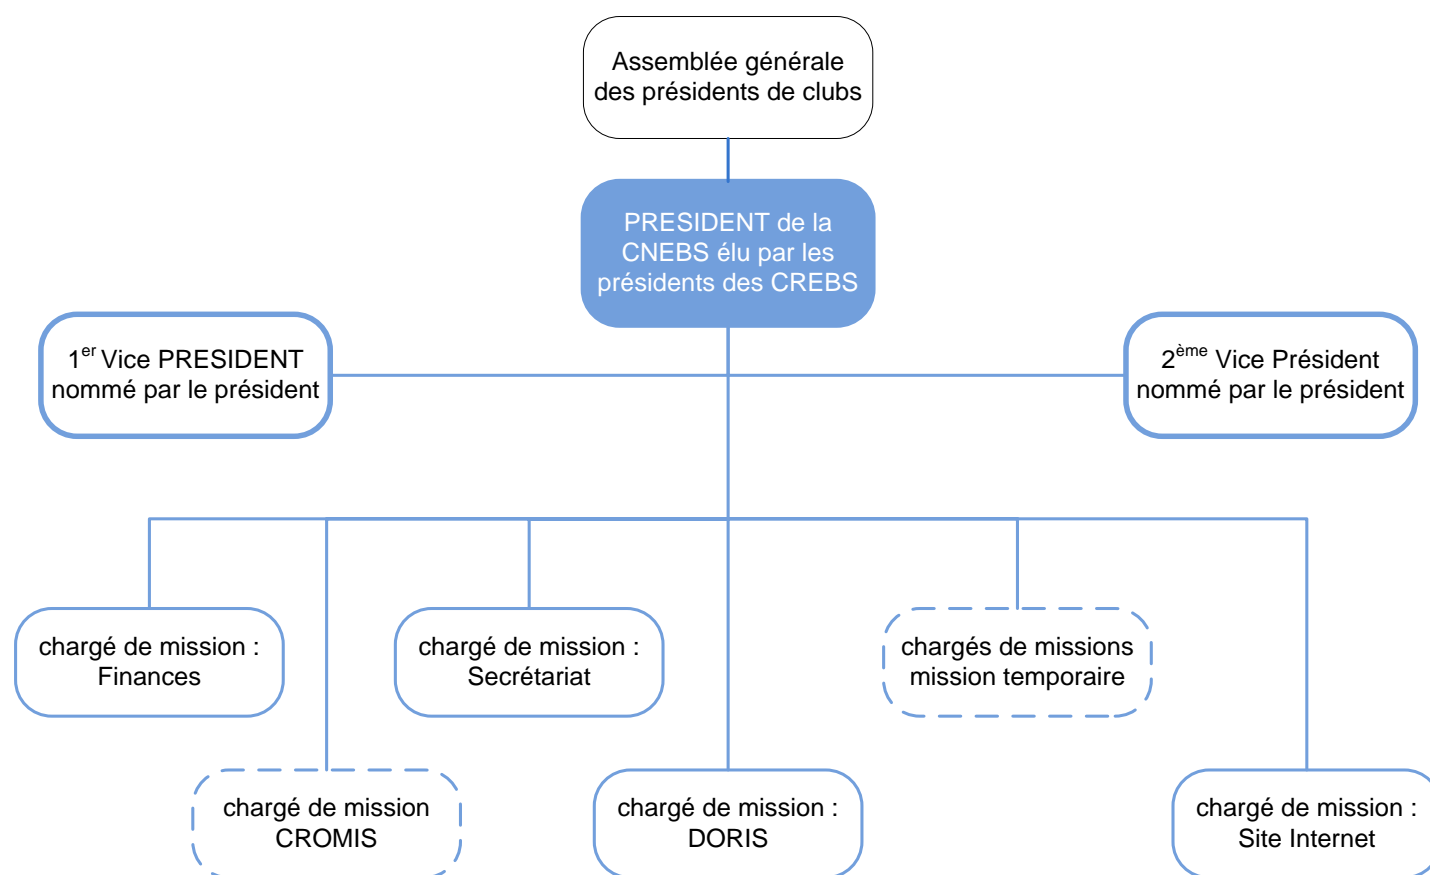 Assemblée générale
des présidents de clubs
PRESIDENT de la
CNEBS élu par les
présidents des CREBS
1er Vice PRESIDENT
nommé par le président
2ème Vice Président
nommé par le président
chargé de mission :
Finances
chargé de mission :
Secrétariat
chargés de missions
mission temporaire
chargé de mission
CROMIS
chargé de mission :
DORIS
chargé de mission :
Site Internet